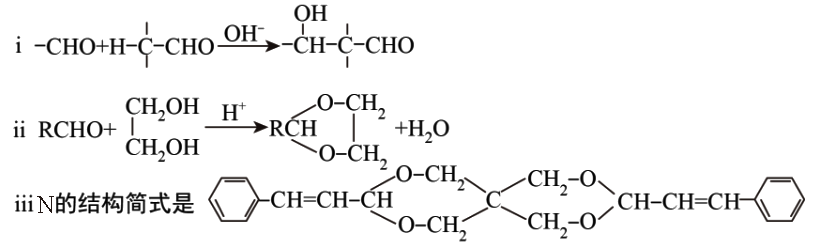 OH
i -CHO+H-C-CHO OH⁻ -CH-C-CHO
ii RCHO+ CH₂OH CH₂OH H⁺ RCH O-CH₂ O-CH₂ +H₂O
iii N的结构简式是 -CH=CH-CH O-CH₂ O-CH₂ C CH₂-O CH₂-O CH-CH=CH-